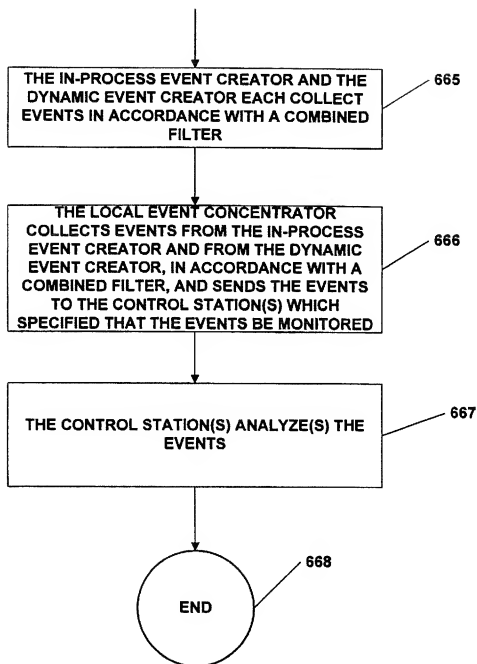 THE IN-PROCESS EVENT CREATOR AND THE
DYNAMIC EVENT CREATOR EACH COLLECT
EVENTS IN ACCORDANCE WITH A COMBINED
FILTER
665
THE LOCAL EVENT CONCENTRATOR
COLLECTS EVENTS FROM THE IN-PROCESS
EVENT CREATOR AND FROM THE DYNAMIC
EVENT CREATOR, IN ACCORDANCE WITH A
COMBINED FILTER, AND SENDS THE EVENTS
TO THE CONTROL STATION(S) WHICH
SPECIFIED THAT THE EVENTS BE MONITORED
666
THE CONTROL STATION(S) ANALYZE(S) THE
EVENTS
667
END
668